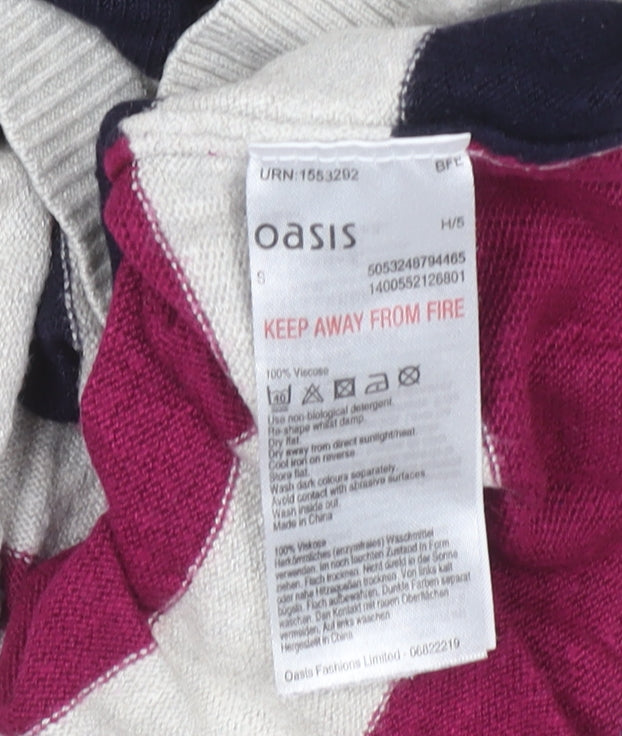 URN:1553292 BFL
oasis H/5
S 5053248794465
1400552126801
KEEP AWAY FROM FIRE
100% Viscose
40
Use non-biological detergent.
Re-shape whilst damp.
Dry flat.
Dry away from direct sunlight/heat.
Cool iron on reverse
Store flat.
Wash dark colours separately.
Avoid contact with abrasive surfaces
Wash inside out.
Made in China
100% Viscose
Herkömmliches (enzymfreies) Waschmittel
verwenden. Im noch feuchten Zustand in Form
ziehen. Flach trocknen. Nicht direkt in der Sonne
oder nahe Hitzequellen trocknen. Von links kalt
bügeln. Flach aufbewahren. Dunkle Farben separat
waschen. Den Kontakt mit rauen Oberflächen
vermeiden. Auf links waschen.
Hergestellt in China
Oasis Fashions Limited - 06822219